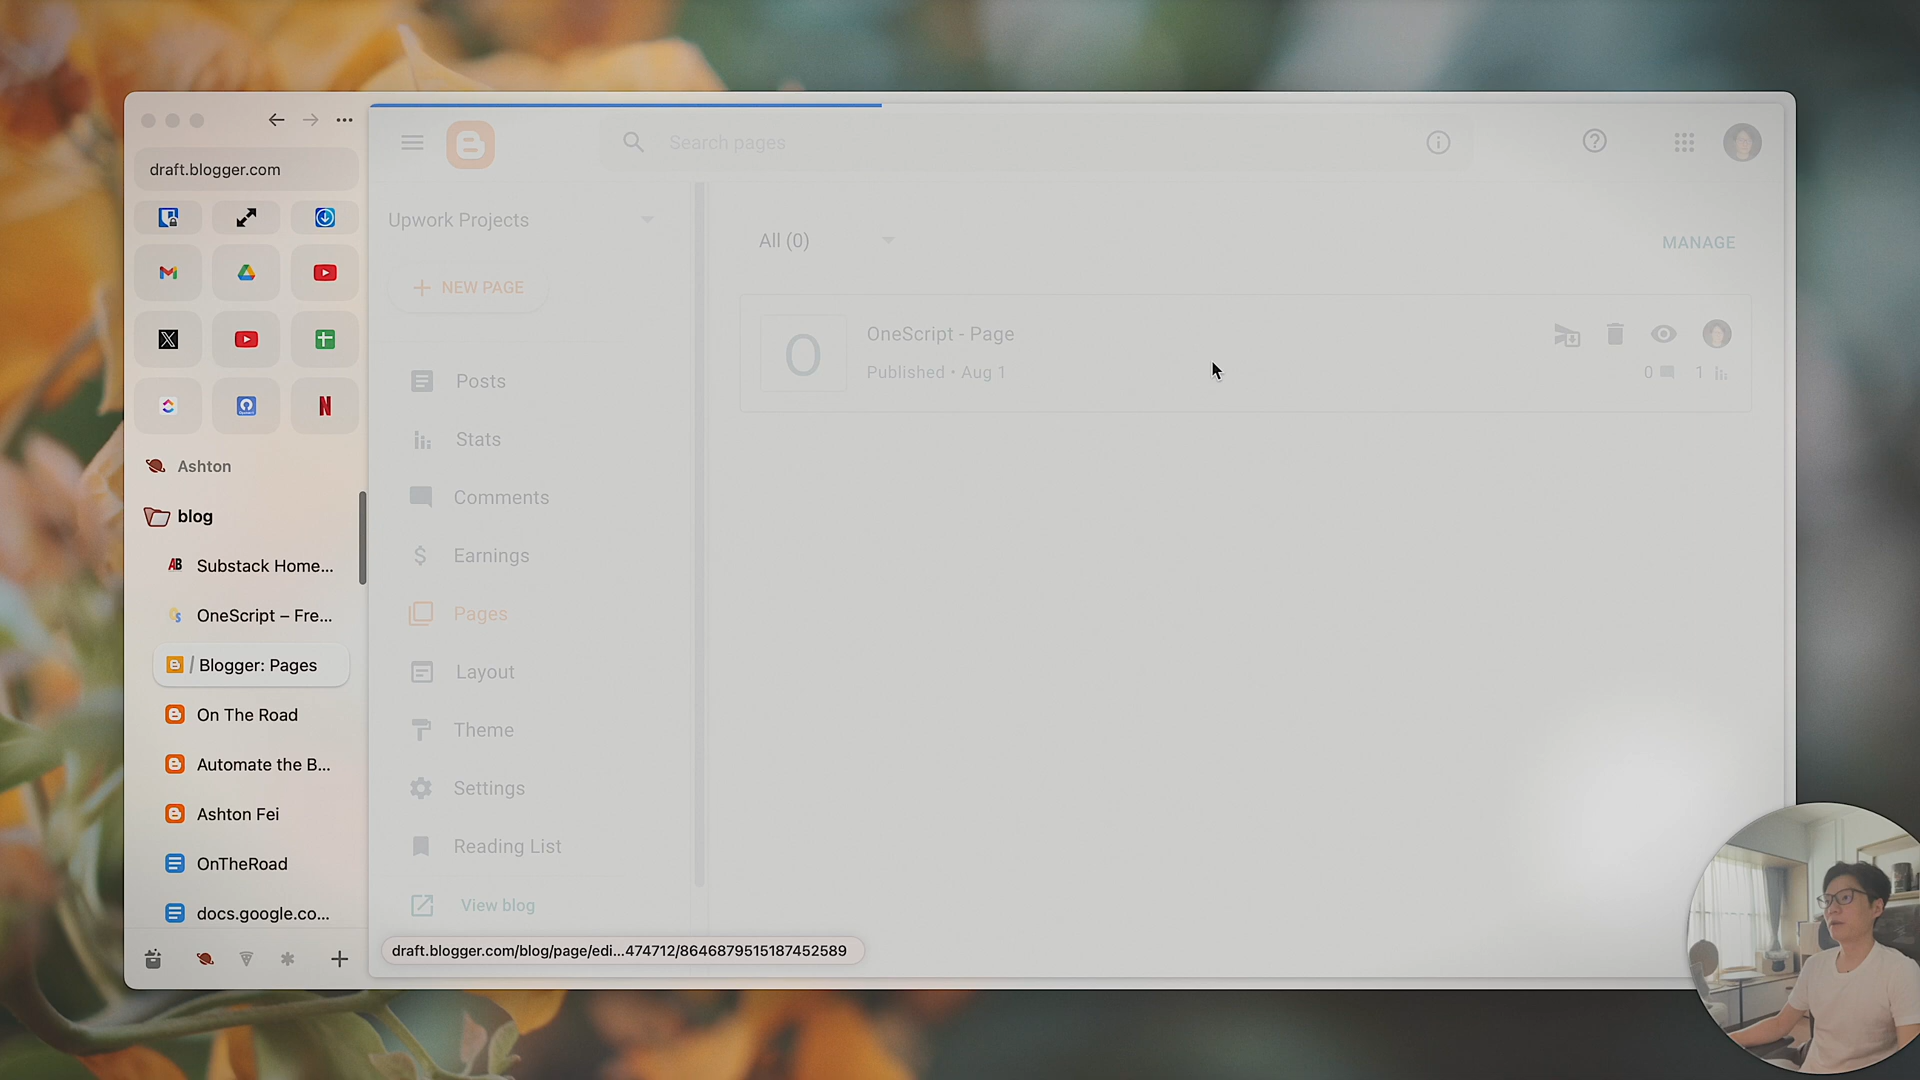 draft.blogger.com
Search pages
Upwork Projects
All (0)
MANAGE
NEW PAGE
O
OneScript - Page
Published • Aug 1
0
1
Posts
Stats
Comments
Earnings
Pages
Layout
Theme
Settings
Reading List
View blog
Ashton
blog
AB
Substack Home...
OneScript – Fre...
/ Blogger: Pages
On The Road
Automate the B...
Ashton Fei
OnTheRoad
docs.google.co...
draft.blogger.com/blog/page/edi...474712/8646879515187452589